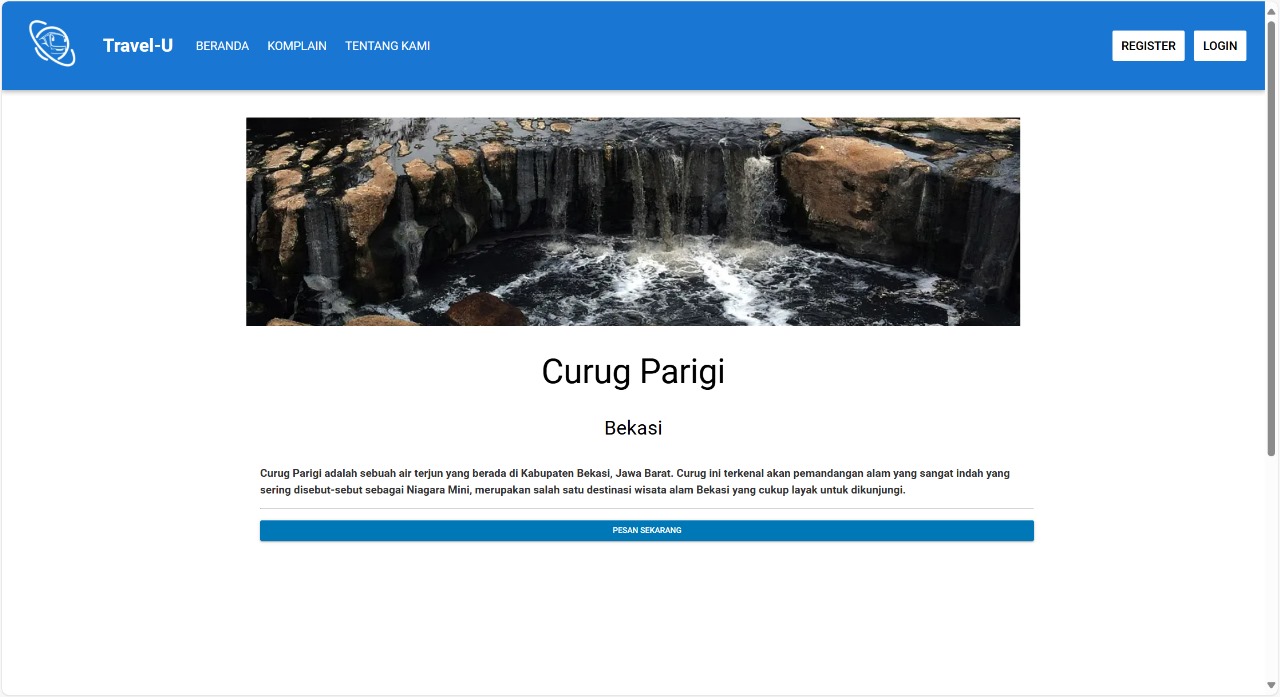 Travel-U BERANDA KOMPLAIN TENTANG KAMI REGISTER LOGIN
Curug Parigi
Bekasi
Curug Parigi adalah sebuah air terjun yang berada di Kabupaten Bekasi, Jawa Barat. Curug ini terkenal akan pemandangan alam yang sangat indah yang
sering disebut-sebut sebagai Niagara Mini, merupakan salah satu destinasi wisata alam Bekasi yang cukup layak untuk dikunjungi.
PESAN SEKARANG